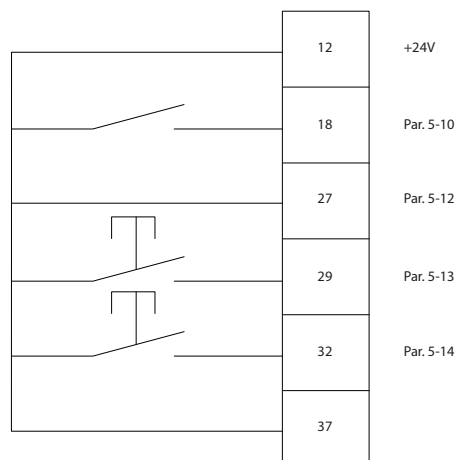 12 +24V
18 Par. 5-10
27 Par. 5-12
29 Par. 5-13
32 Par. 5-14
37